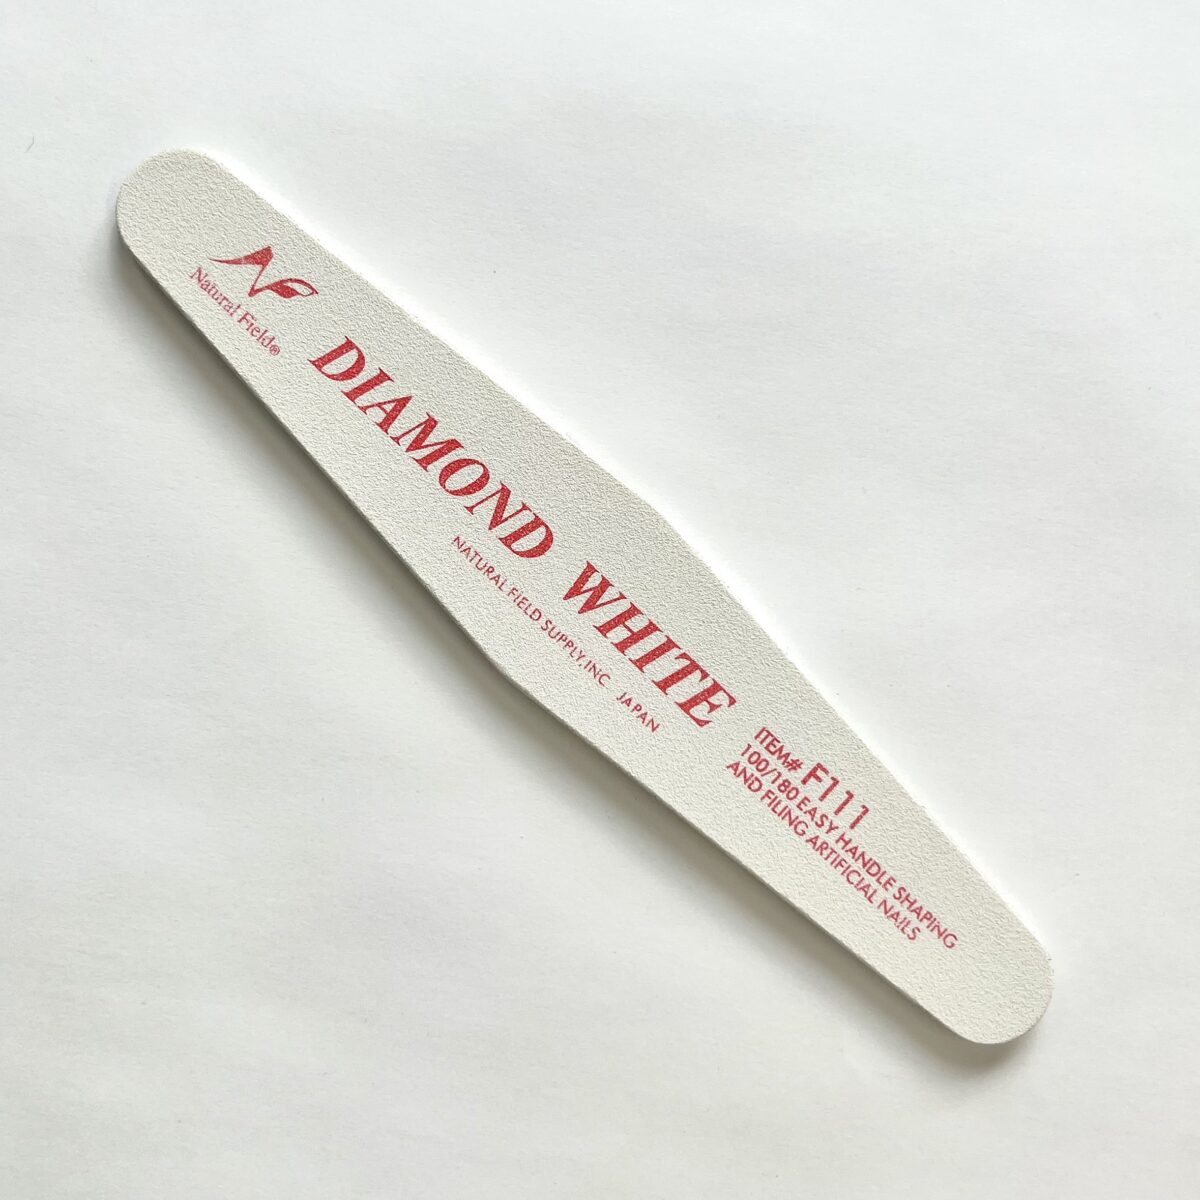 NF
Natural Field®
DIAMOND WHITE
NATURAL FIELD SUPPLY,INC JAPAN
ITEM# F111
100/180 EASY HANDLE SHAPING
AND FILING ARTIFICIAL NAILS